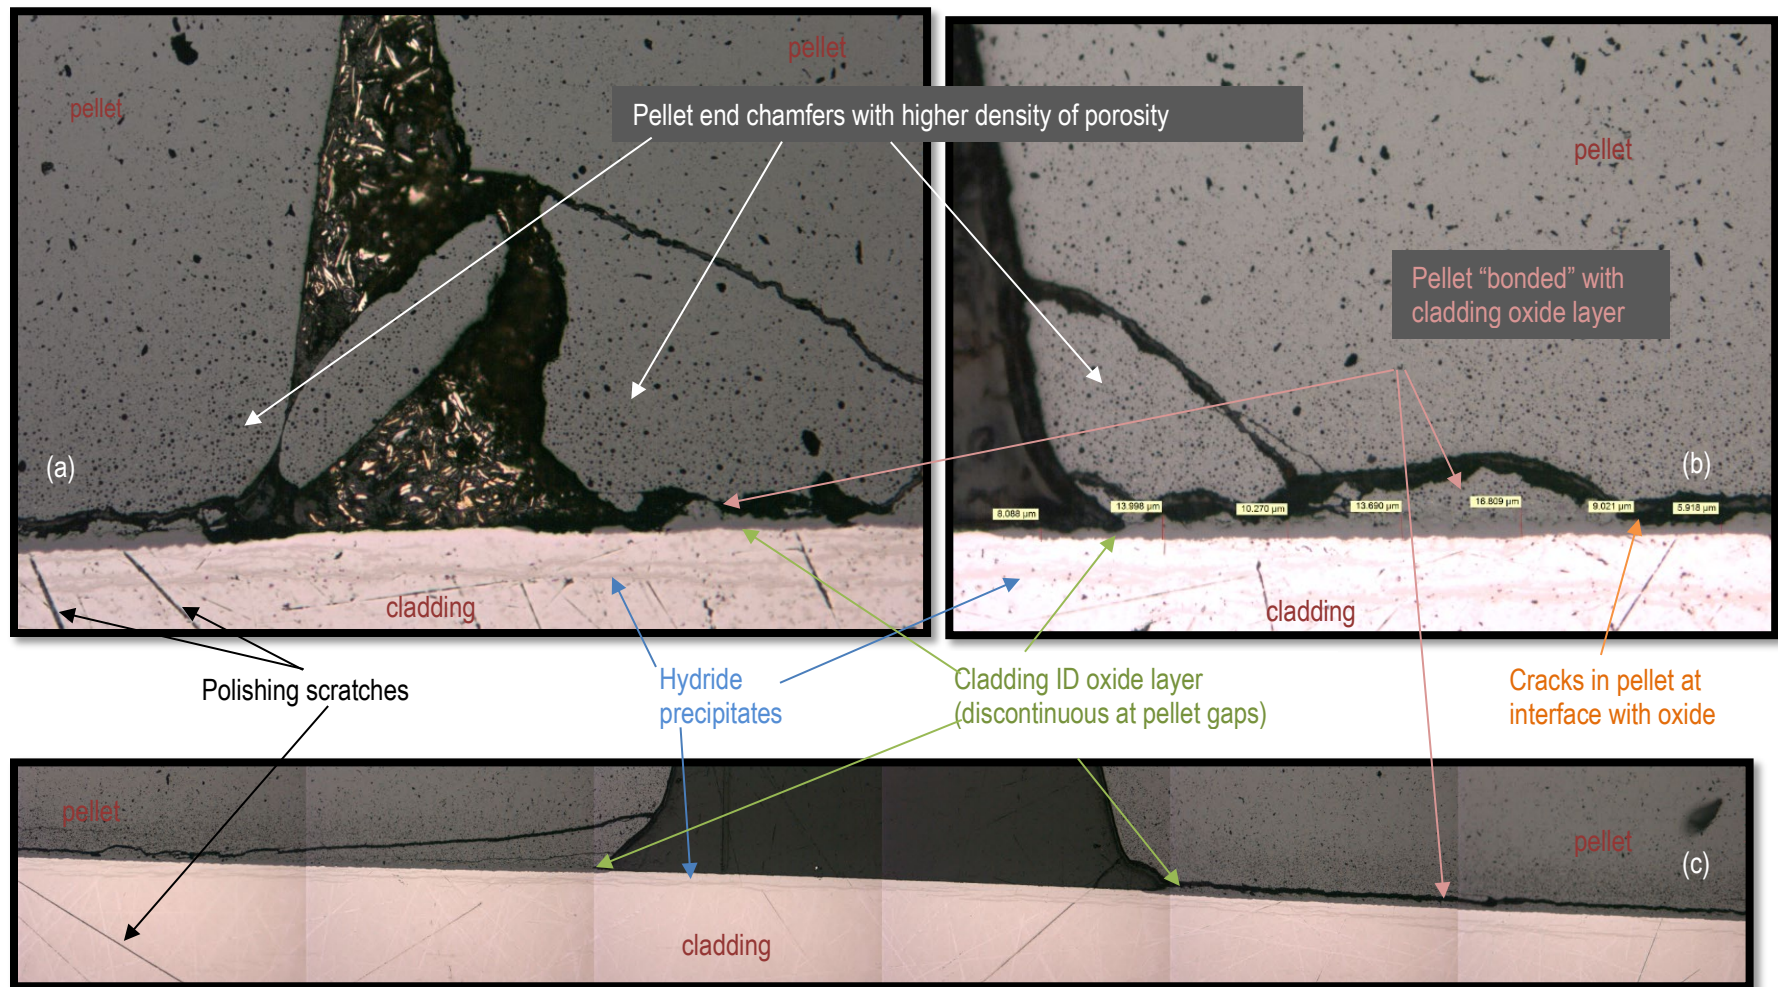 pellet
pellet
Pellet end chamfers with higher density of porosity
pellet
Pellet “bonded” with
cladding oxide layer
(a)
(b)
8.088 µm
13.998 µm
10.270 µm
13.690 µm
16.809 µm
9.021 µm
5.918 µm
cladding
cladding
Polishing scratches
Hydride
precipitates
Cladding ID oxide layer
(discontinuous at pellet gaps)
Cracks in pellet at
interface with oxide
pellet
pellet
(c)
cladding